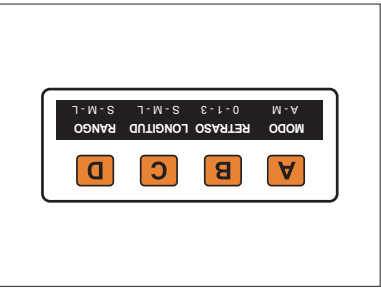 A B C D
MODO RETRASO LONGITUD RANGO
A-M 0-1-3 S-M-L S-M-L